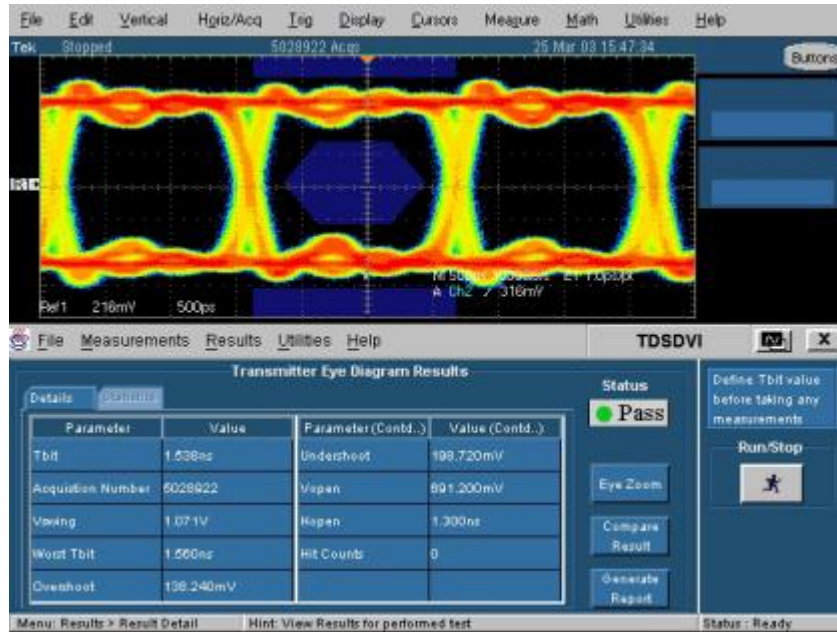 File Edit Vertical Horiz/Acq Trig Display Cursors Measure Math Utilities Help
Tek Stopped 5028922 Acqs 25 Mar 03 15:47:34
Buttons
A Ch2 316mV
Ref1 216mV 500ps
File Measurements Results Utilities Help TDSDVI X
Transmitter Eye Diagram Results
Details
Status
Pass
Define Tbit value
before taking any
measurements
Parameter Value Parameter (Contd..) Value (Contd..)
Tbit 1.538ns Undershoot 198.720mV
Acquistion Number 5028922 Vopen 891.200mV
Vswing 1.071V Hopen 1.300ns
Worst Tbit 1.560ns Hit Counts 0
Overshoot 138.240mV
Run/Stop
Eye Zoom
Compare
Result
Generate
Report
Menu: Results > Result Detail Hint: View Results for performed test Status : Ready